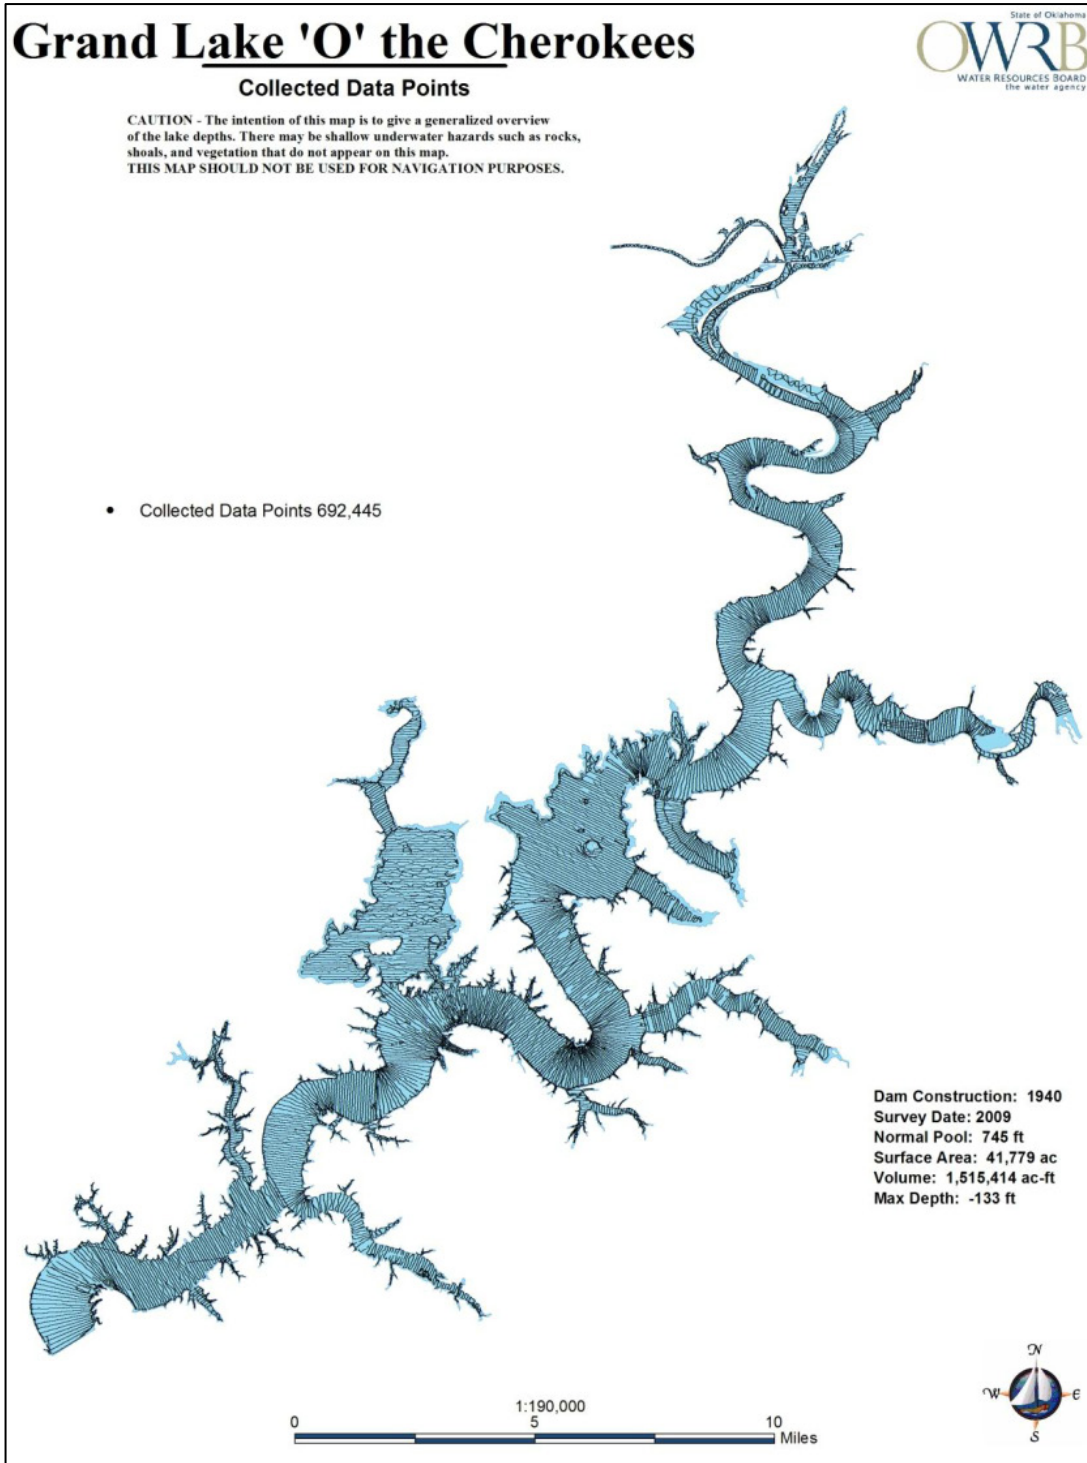 Grand Lake 'O' the Cherokees
State of Oklahoma
OWRB
WATER RESOURCES BOARD
the water agency
Collected Data Points
CAUTION - The intention of this map is to give a generalized overview
of the lake depths. There may be shallow underwater hazards such as rocks,
shoals, and vegetation that do not appear on this map.
THIS MAP SHOULD NOT BE USED FOR NAVIGATION PURPOSES.
• Collected Data Points 692,445
Dam Construction: 1940
Survey Date: 2009
Normal Pool: 745 ft
Surface Area: 41,779 ac
Volume: 1,515,414 ac-ft
Max Depth: -133 ft
N
W E
S
1:190,000
0 5 10
Miles